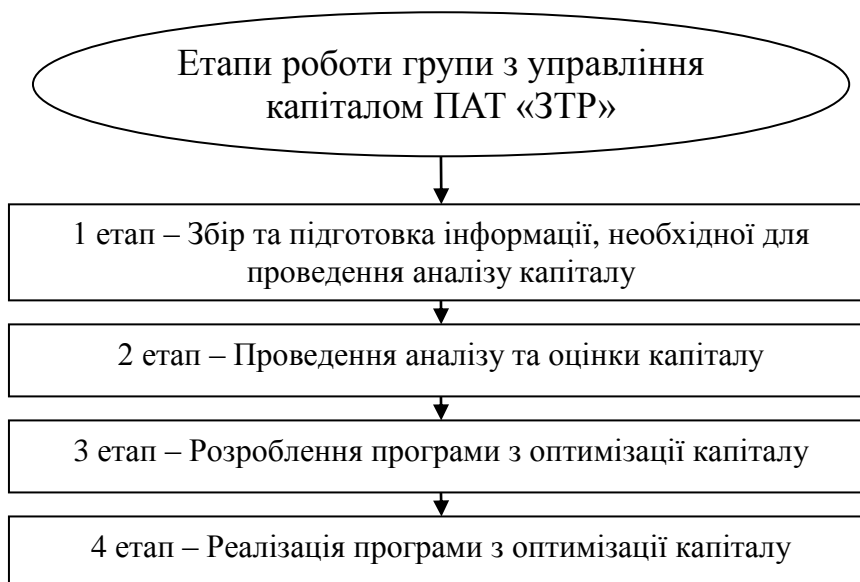 Етапи роботи групи з управління
капіталом ПАТ «ЗТР»
1 етап – Збір та підготовка інформації, необхідної для
проведення аналізу капіталу
2 етап – Проведення аналізу та оцінки капіталу
3 етап – Розроблення програми з оптимізації капіталу
4 етап – Реалізація програми з оптимізації капіталу